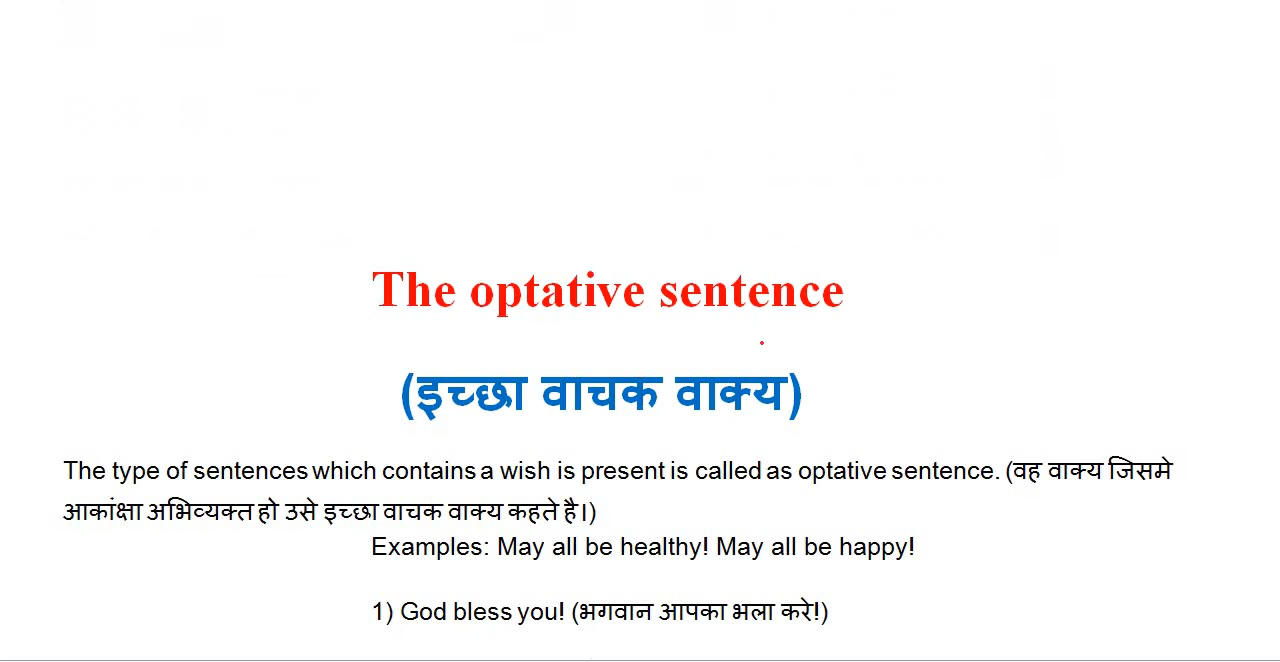 The optative sentence
(इच्छा वाचक वाक्य)
The type of sentences which contains a wish is present is called as optative sentence. (वह वाक्य जिसमे
आकांक्षा अभिव्यक्त हो उसे इच्छा वाचक वाक्य कहते है।)
Examples: May all be healthy! May all be happy!
1) God bless you! (भगवान आपका भला करे!)